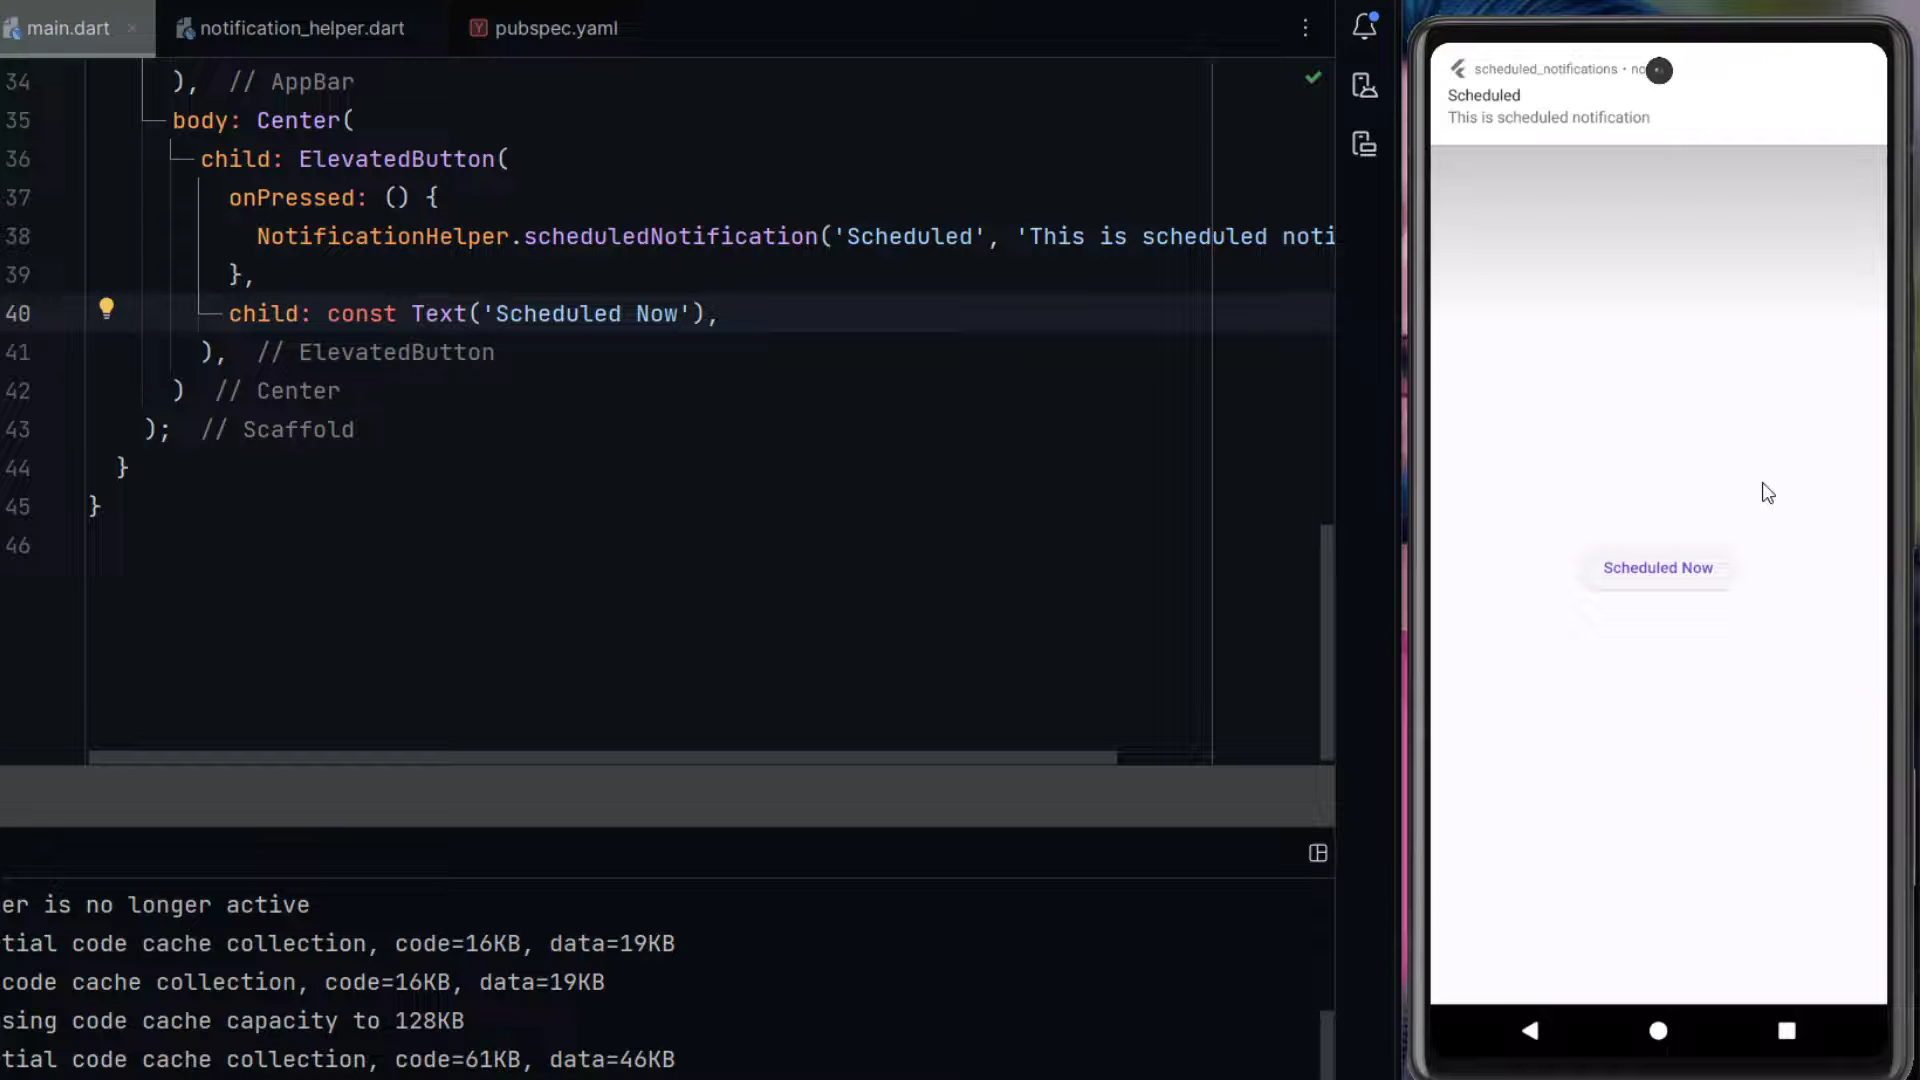 main.dart
notification_helper.dart
pubspec.yaml
34 ), // AppBar
35 body: Center(
36 child: ElevatedButton(
37 onPressed: () {
38 NotificationHelper.scheduledNotification('Scheduled', 'This is scheduled noti
39 },
40 child: const Text('Scheduled Now'),
41 ), // ElevatedButton
42 ) // Center
43 ); // Scaffold
44 }
45 }
46
er is no longer active
tial code cache collection, code=16KB, data=19KB
code cache collection, code=16KB, data=19KB
sing code cache capacity to 128KB
tial code cache collection, code=61KB, data=46KB
scheduled_notifications • no
Scheduled
This is scheduled notification
Scheduled Now